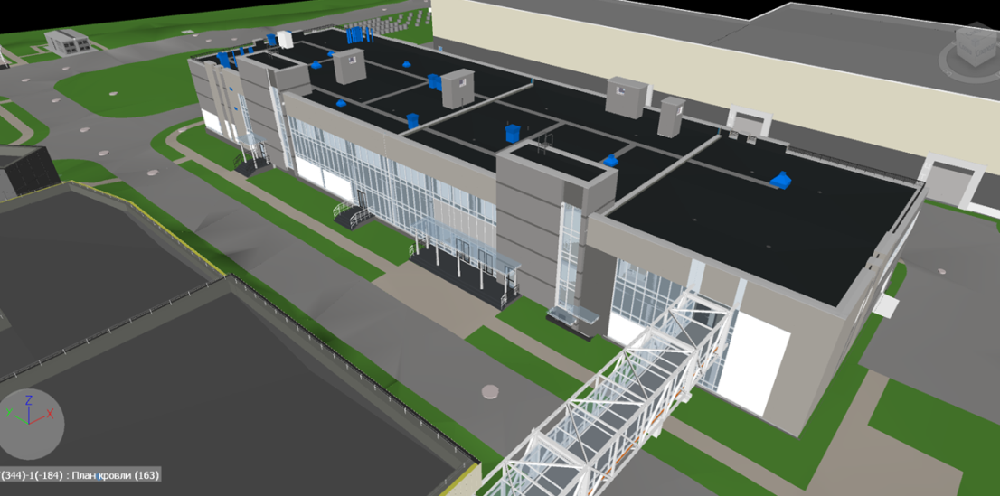 Z
Y
X
(344)-1(-184) : План кровли (163)